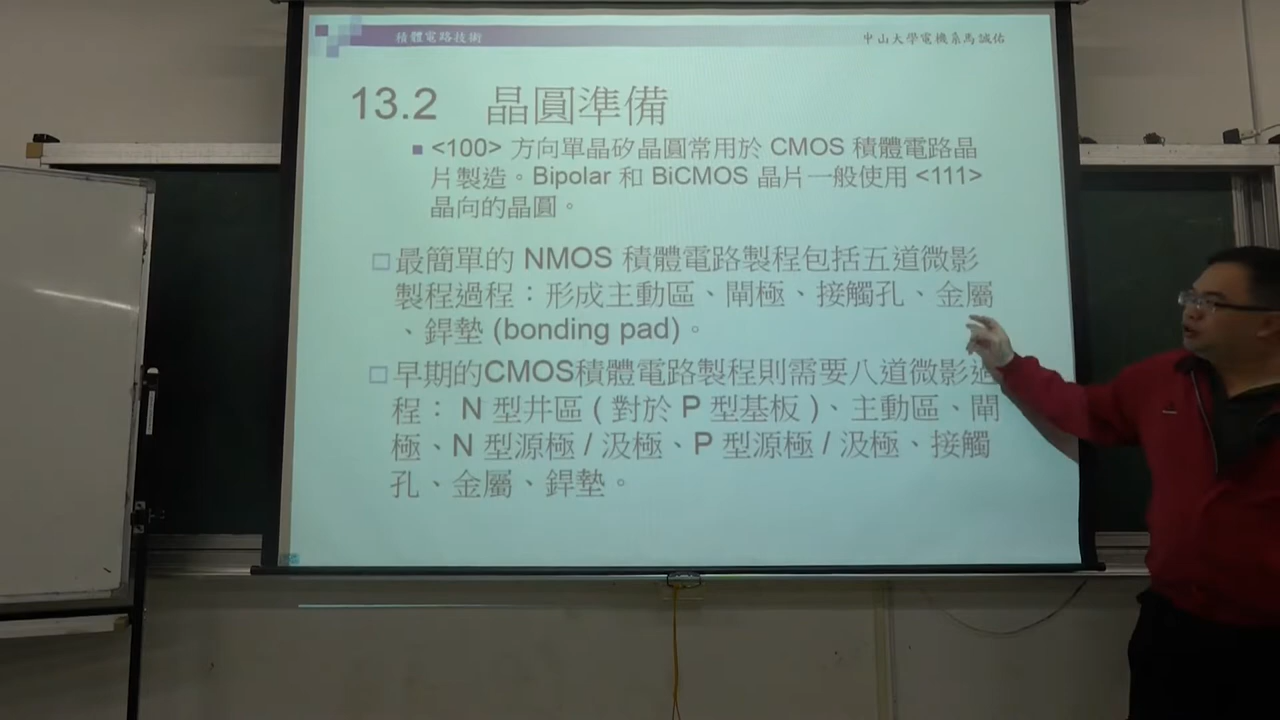 積體電路技術
中山大學電機系馬誠佑
13.2 晶圓準備
<100> 方向單晶矽晶圓常用於 CMOS 積體電路晶
片製造。Bipolar 和 BiCMOS 晶片一般使用 <111>
晶向的晶圓。
最簡單的 NMOS 積體電路製程包括五道微影
製程過程：形成主動區、閘極、接觸孔、金屬
、銲墊 (bonding pad)。
早期的CMOS積體電路製程則需要八道微影過
程： N 型井區 ( 對於 P 型基板 )、主動區、閘
極、N 型源極 / 汲極、P 型源極 / 汲極、接觸
孔、金屬、銲墊。